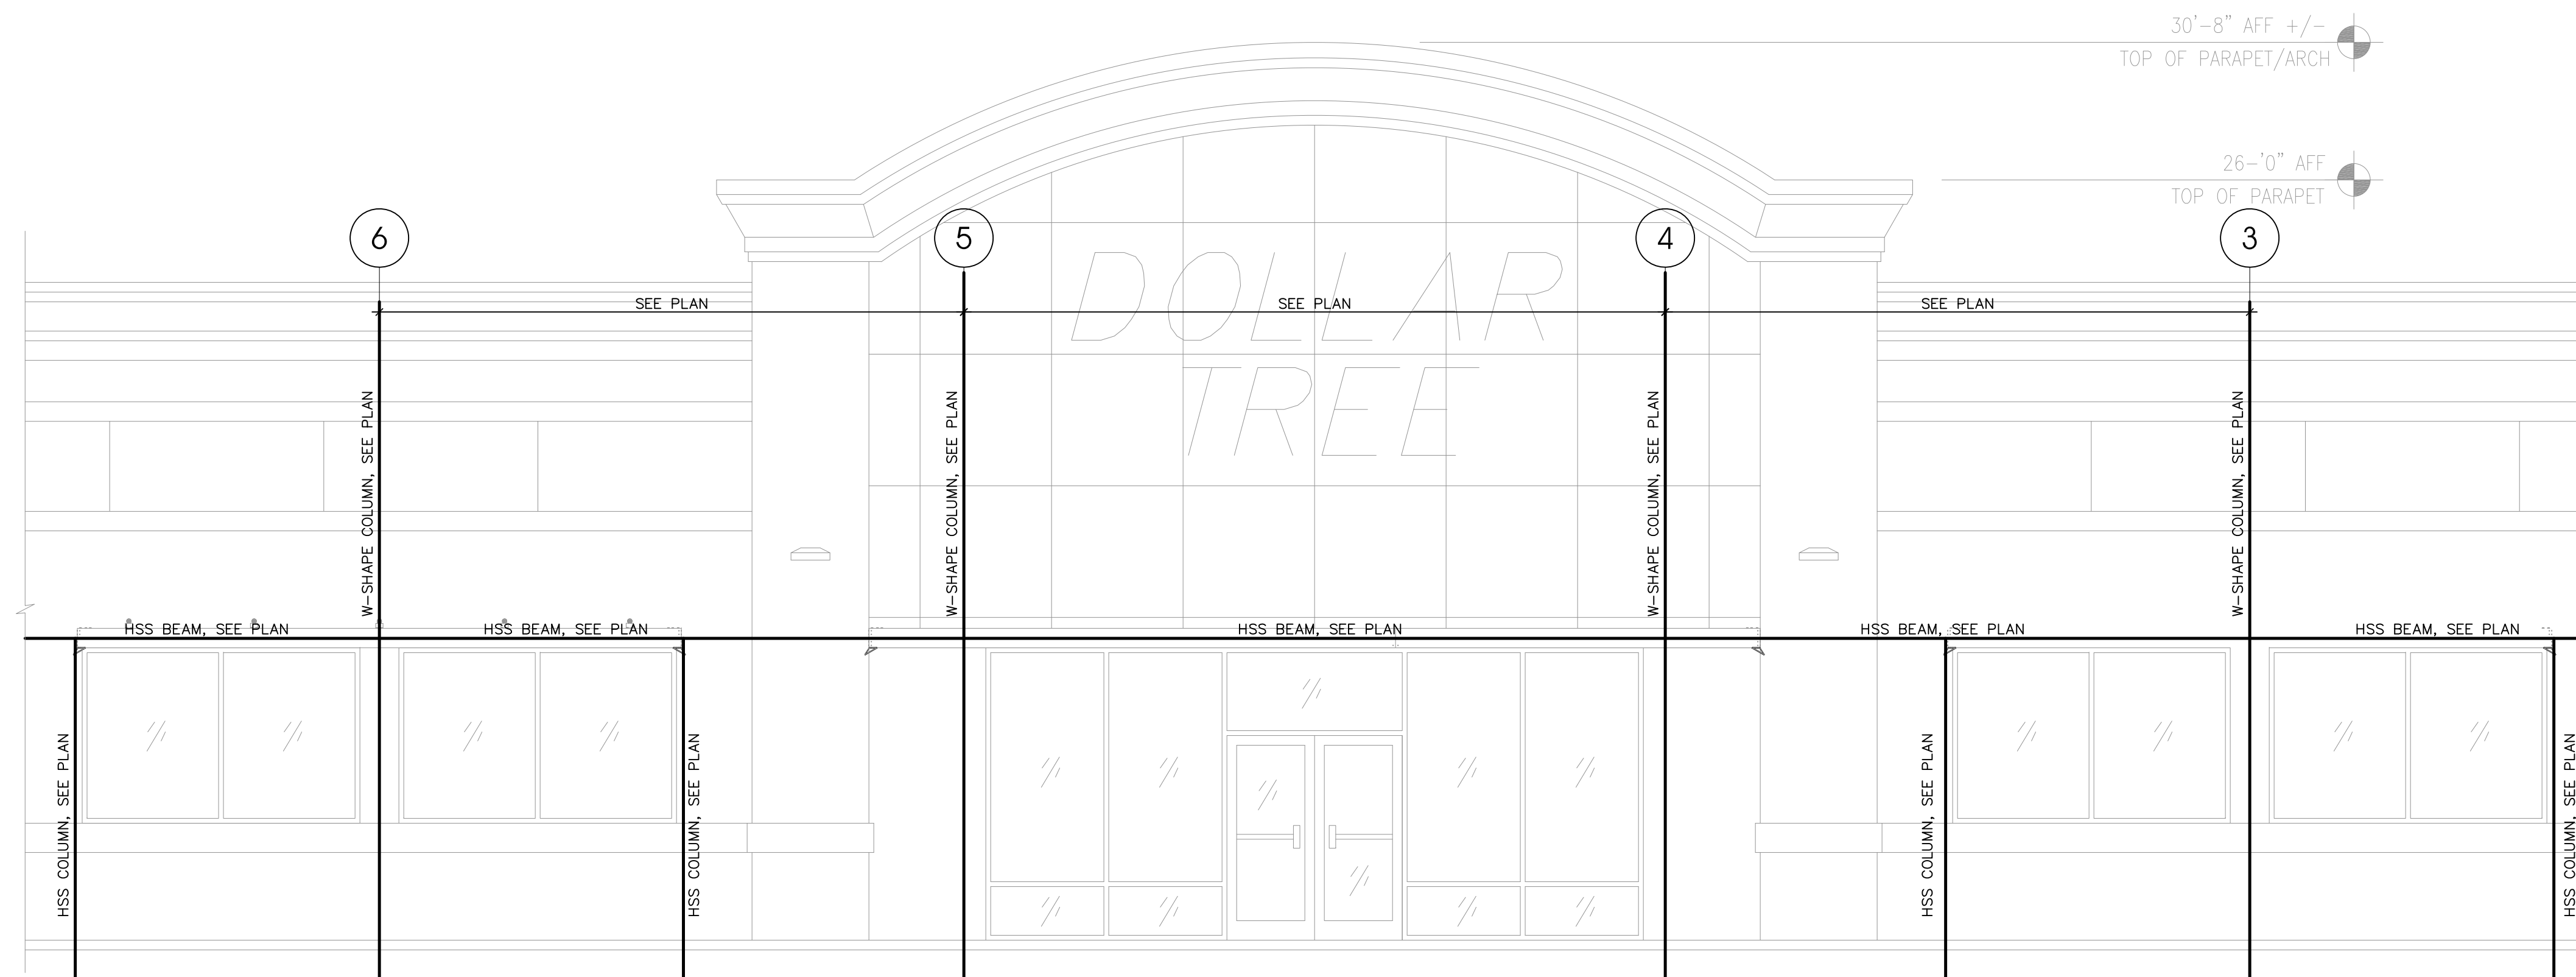 30'-8" AFF +/-
TOP OF PARAPET/ARCH
26-'0" AFF
TOP OF PARAPET
6
5
4
3
SEE PLAN
SEE PLAN
SEE PLAN
DOLLAR
TREE
W-SHAPE COLUMN, SEE PLAN
W-SHAPE COLUMN, SEE PLAN
W-SHAPE COLUMN, SEE PLAN
W-SHAPE COLUMN, SEE PLAN
HSS BEAM, SEE PLAN
HSS BEAM, SEE PLAN
HSS BEAM, SEE PLAN
HSS BEAM, SEE PLAN
HSS BEAM, SEE PLAN
HSS COLUMN, SEE PLAN
HSS COLUMN, SEE PLAN
HSS COLUMN, SEE PLAN
HSS COLUMN, SEE PLAN